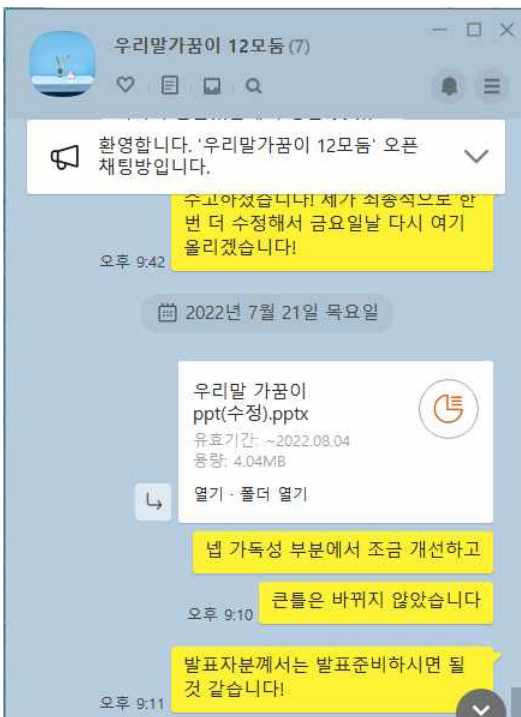 우리말가꿈이 12모둠 (7)
환영합니다. '우리말가꿈이 12모둠' 오픈
채팅방입니다.
수고하셨습니다! 제가 최종적으로 한
번 더 수정해서 금요일날 다시 여기
올리겠습니다!
오후 9:42
2022년 7월 21일 목요일
우리말 가꿈이
ppt(수정).pptx
유효기간: ~2022.08.04
용량: 4.04MB
열기 · 폴더 열기
넵 가독성 부분에서 조금 개선하고
큰틀은 바뀌지 않았습니다
오후 9:10
발표자분꼐서는 발표준비하시면 될
것 같습니다!
오후 9:11